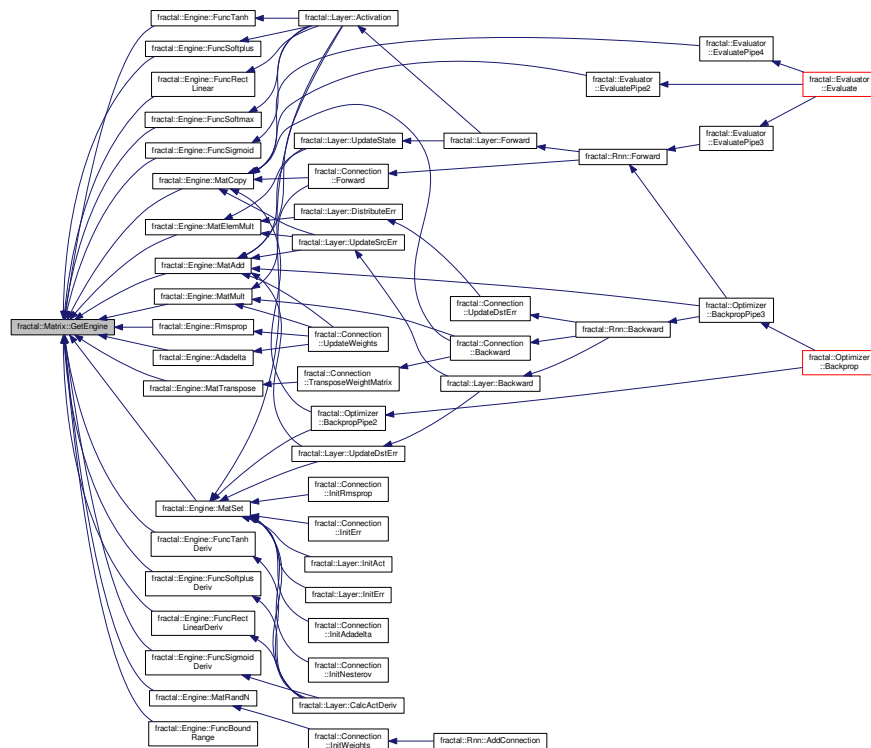 fractal::Matrix::GetEngine
fractal::Engine::FuncTanh
fractal::Engine::FuncSoftplus
fractal::Engine::FuncRect
Linear
fractal::Engine::FuncSoftmax
fractal::Engine::FuncSigmoid
fractal::Engine::MatCopy
fractal::Engine::MatElemMult
fractal::Engine::MatAdd
fractal::Engine::MatMult
fractal::Engine::Rmsprop
fractal::Engine::Adadelta
fractal::Engine::MatTranspose
fractal::Engine::MatSet
fractal::Engine::FuncTanh
Deriv
fractal::Engine::FuncSoftplus
Deriv
fractal::Engine::FuncRect
LinearDeriv
fractal::Engine::FuncSigmoid
Deriv
fractal::Engine::MatRandN
fractal::Engine::FuncBound
Range
fractal::Layer::Activation
fractal::Layer::UpdateState
fractal::Connection
::Forward
fractal::Layer::DistributeErr
fractal::Layer::UpdateSrcErr
fractal::Connection
::UpdateWeights
fractal::Connection
::TransposeWeightMatrix
fractal::Optimizer
::BackpropPipe2
fractal::Layer::UpdateDstErr
fractal::Connection
::InitRmsprop
fractal::Connection
::InitErr
fractal::Layer::InitAct
fractal::Layer::InitErr
fractal::Connection
::InitAdadelta
fractal::Connection
::InitNesterov
fractal::Layer::CalcActDeriv
fractal::Connection
::InitWeights
fractal::Layer::Forward
fractal::Connection
::UpdateDstErr
fractal::Connection
::Backward
fractal::Layer::Backward
fractal::Rnn::AddConnection
fractal::Evaluator
::EvaluatePipe2
fractal::Rnn::Forward
fractal::Rnn::Backward
fractal::Evaluator
::EvaluatePipe4
fractal::Evaluator
::EvaluatePipe3
fractal::Optimizer
::BackpropPipe3
fractal::Evaluator
::Evaluate
fractal::Optimizer
::Backprop